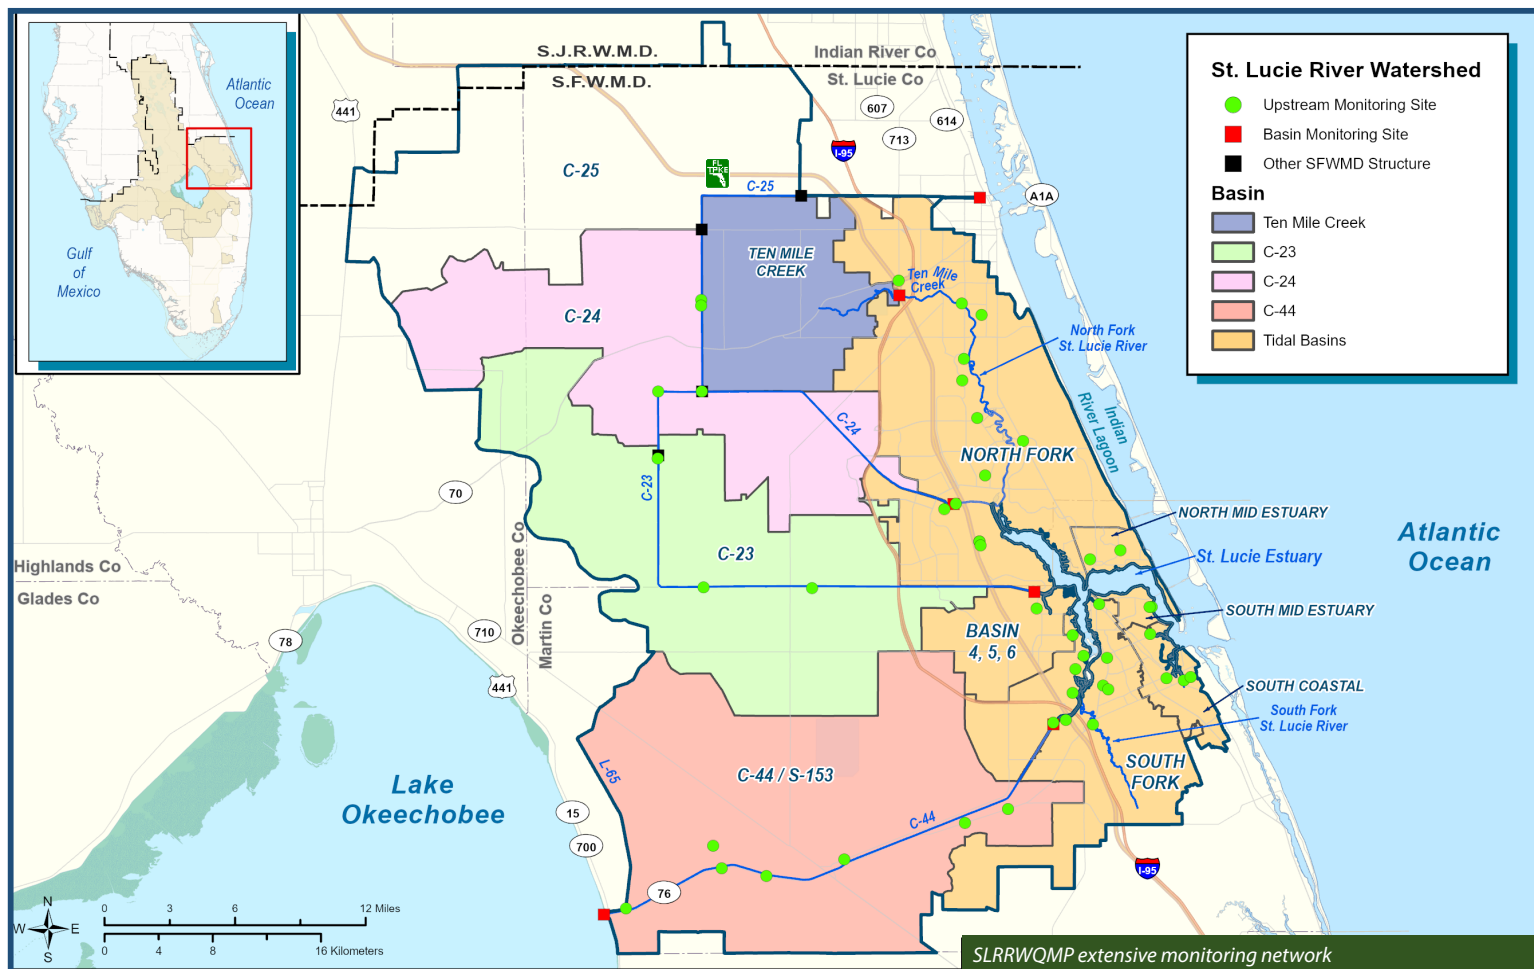 Atlantic
Ocean
Gulf
of
Mexico
S.J.R.W.M.D.
S.F.W.M.D.
Indian River Co
St. Lucie Co
441
607
614
713
I-95
A1A
FL
TPKE
C-25
C-25
St. Lucie River Watershed
Upstream Monitoring Site
Basin Monitoring Site
Other SFWMD Structure
Basin
Ten Mile Creek
C-23
C-24
C-44
Tidal Basins
TEN MILE
CREEK
Ten Mile
Creek
C-24
North Fork
St. Lucie River
Indian
River Lagoon
C-24
NORTH FORK
70
C-23
C-23
NORTH MID ESTUARY
St. Lucie Estuary
Atlantic
Ocean
Highlands Co
Glades Co
Okeechobee Co
Martin Co
SOUTH MID ESTUARY
BASIN
4, 5, 6
78
710
441
SOUTH COASTAL
South Fork
St. Lucie River
L-65
C-44 / S-153
SOUTH
FORK
Lake
Okeechobee
15
700
C-44
76
I-95
N
W
E
S
0
3
6
12 Miles
0
4
8
16 Kilometers
SLRRWQMP extensive monitoring network